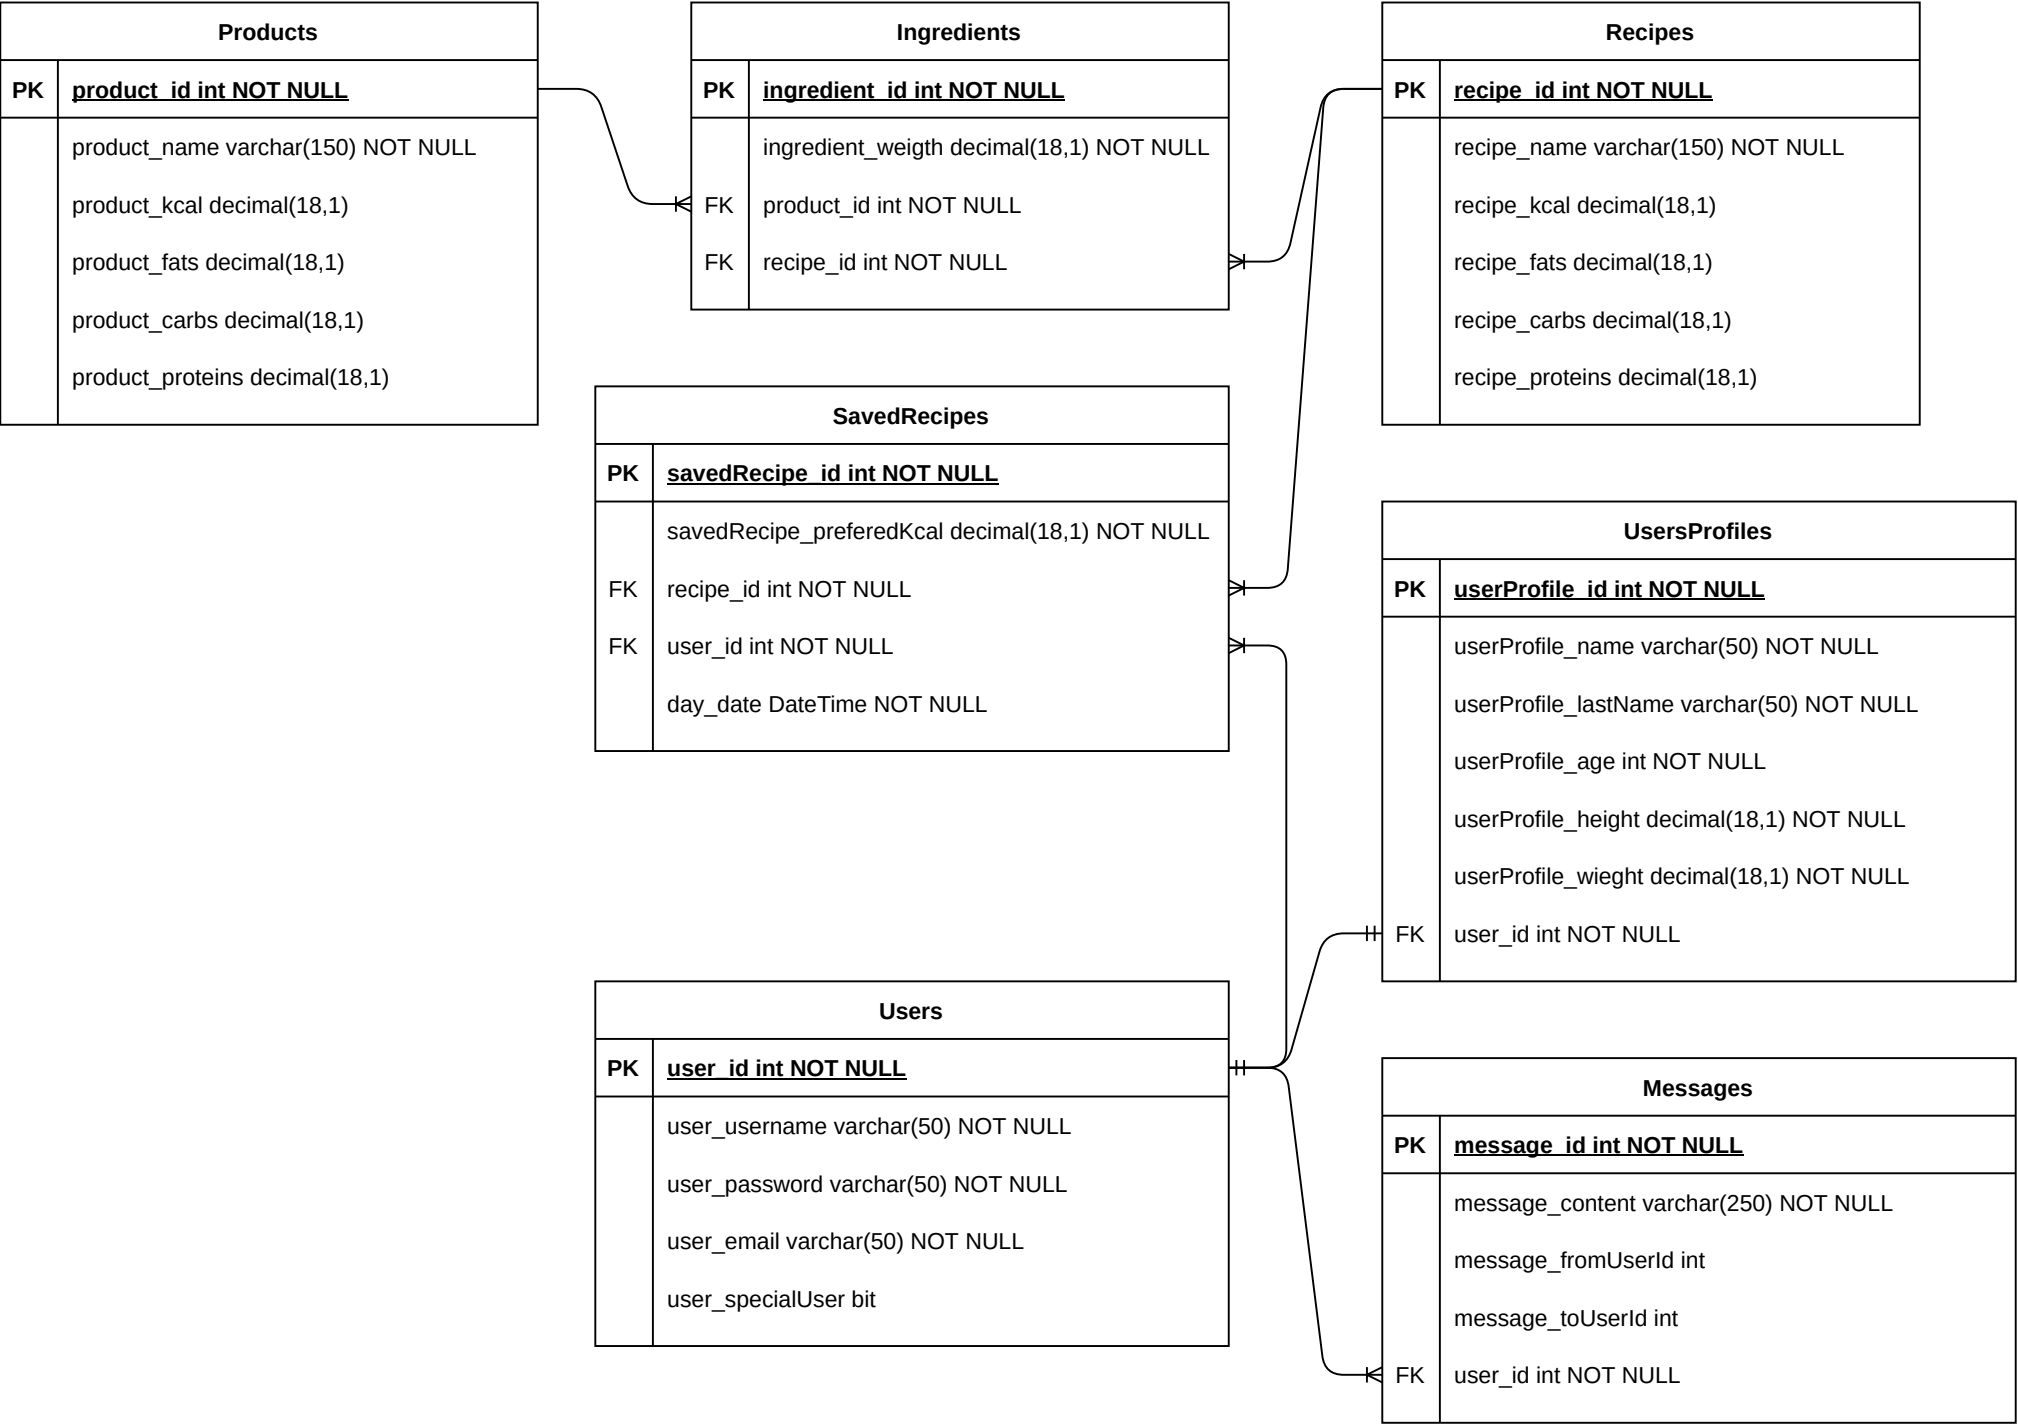 Products
PK product_id int NOT NULL
product_name varchar(150) NOT NULL
product_kcal decimal(18,1)
product_fats decimal(18,1)
product_carbs decimal(18,1)
product_proteins decimal(18,1)
Ingredients
PK ingredient_id int NOT NULL
ingredient_weigth decimal(18,1) NOT NULL
FK product_id int NOT NULL
FK recipe_id int NOT NULL
Recipes
PK recipe_id int NOT NULL
recipe_name varchar(150) NOT NULL
recipe_kcal decimal(18,1)
recipe_fats decimal(18,1)
recipe_carbs decimal(18,1)
recipe_proteins decimal(18,1)
SavedRecipes
PK savedRecipe_id int NOT NULL
savedRecipe_preferedKcal decimal(18,1) NOT NULL
FK recipe_id int NOT NULL
FK user_id int NOT NULL
day_date DateTime NOT NULL
UsersProfiles
PK userProfile_id int NOT NULL
userProfile_name varchar(50) NOT NULL
userProfile_lastName varchar(50) NOT NULL
userProfile_age int NOT NULL
userProfile_height decimal(18,1) NOT NULL
userProfile_wieght decimal(18,1) NOT NULL
FK user_id int NOT NULL
Users
PK user_id int NOT NULL
user_username varchar(50) NOT NULL
user_password varchar(50) NOT NULL
user_email varchar(50) NOT NULL
user_specialUser bit
Messages
PK message_id int NOT NULL
message_content varchar(250) NOT NULL
message_fromUserId int
message_toUserId int
FK user_id int NOT NULL